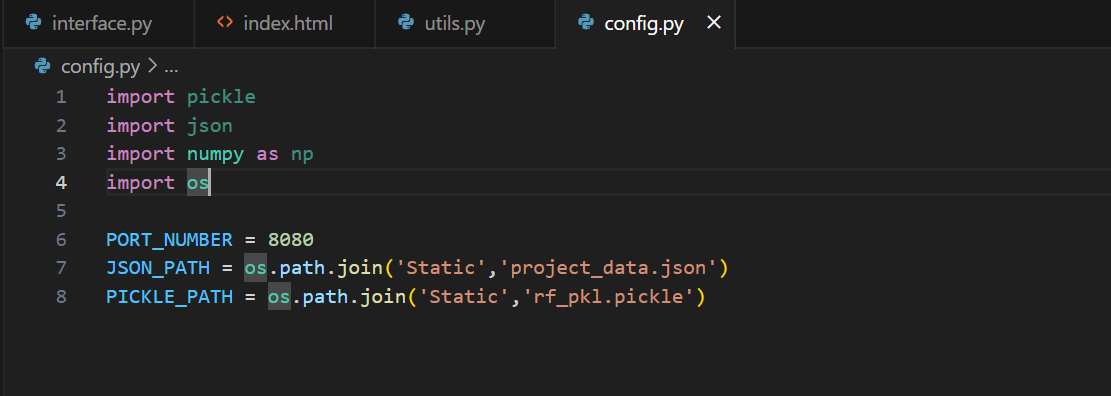 interface.py <> index.html utils.py config.py ×
config.py > ...
1 import pickle
2 import json
3 import numpy as np
4 import os
5
6 PORT_NUMBER = 8080
7 JSON_PATH = os.path.join('Static','project_data.json')
8 PICKLE_PATH = os.path.join('Static','rf_pkl.pickle')